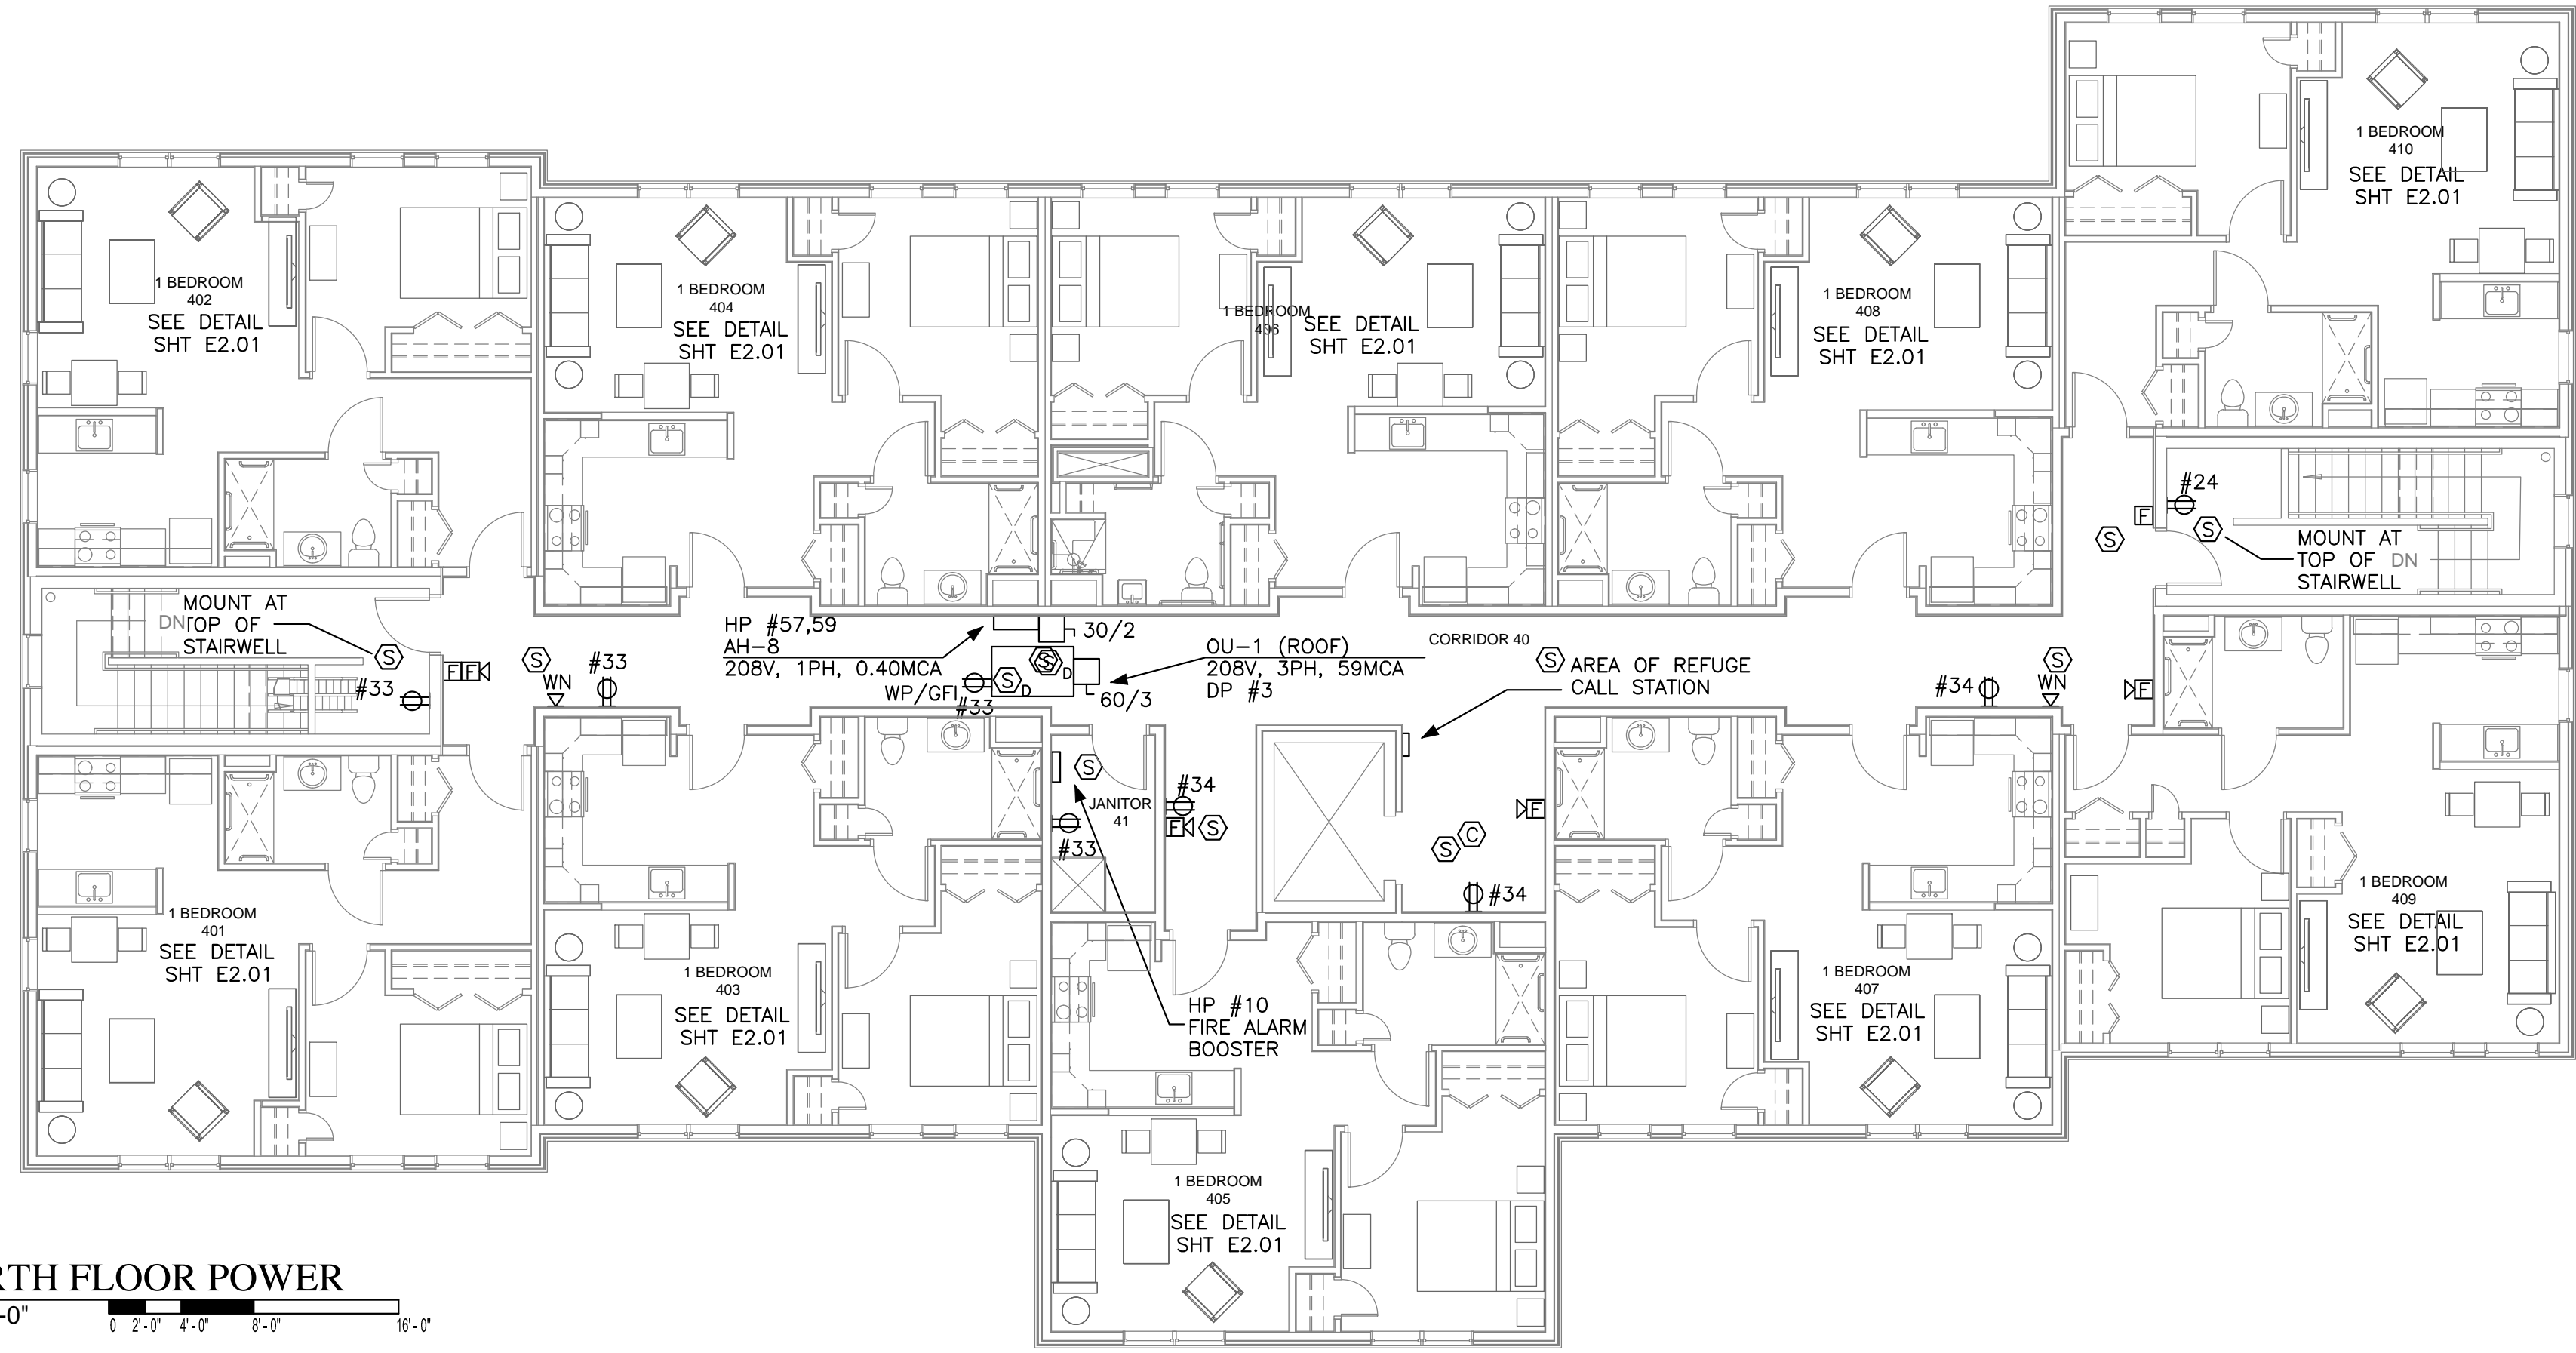 1 BEDROOM
410
SEE DETAIL
SHT E2.01
1 BEDROOM
402
SEE DETAIL
SHT E2.01
1 BEDROOM
404
SEE DETAIL
SHT E2.01
1 BEDROOM
406
SEE DETAIL
SHT E2.01
1 BEDROOM
408
SEE DETAIL
SHT E2.01
#24
F
S
S
MOUNT AT
TOP OF
STAIRWELL
DN
MOUNT AT
TOP OF
STAIRWELL
DN
S
#33
F
F
S
WN
#33
HP #57,59
AH-8
208V, 1PH, 0.40MCA
30/2
WP/GFI
#33
S
D
S
D
60/3
OU-1 (ROOF)
208V, 3PH, 59MCA
DP #3
CORRIDOR 40
S
AREA OF REFUGE
CALL STATION
#34
S
WN
F
S
JANITOR
41
#33
#34
F
S
S
C
F
#34
HP #10
FIRE ALARM
BOOSTER
1 BEDROOM
401
SEE DETAIL
SHT E2.01
1 BEDROOM
403
SEE DETAIL
SHT E2.01
1 BEDROOM
407
SEE DETAIL
SHT E2.01
1 BEDROOM
409
SEE DETAIL
SHT E2.01
1 BEDROOM
405
SEE DETAIL
SHT E2.01
RTH FLOOR POWER
-0"
0 2'-0" 4'-0" 8'-0" 16'-0"